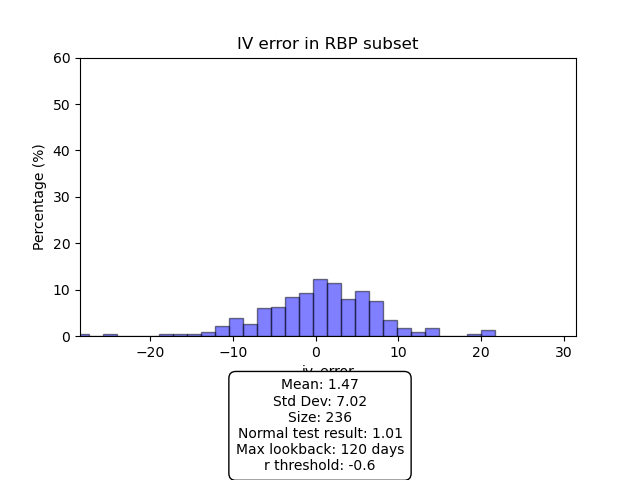 IV error in RBP subset
60
50
40
30
20
10
0
Percentage (%)
−20
−10
0
10
20
30
iv_error
Mean: 1.47
Std Dev: 7.02
Size: 236
Normal test result: 1.01
Max lookback: 120 days
r threshold: -0.6